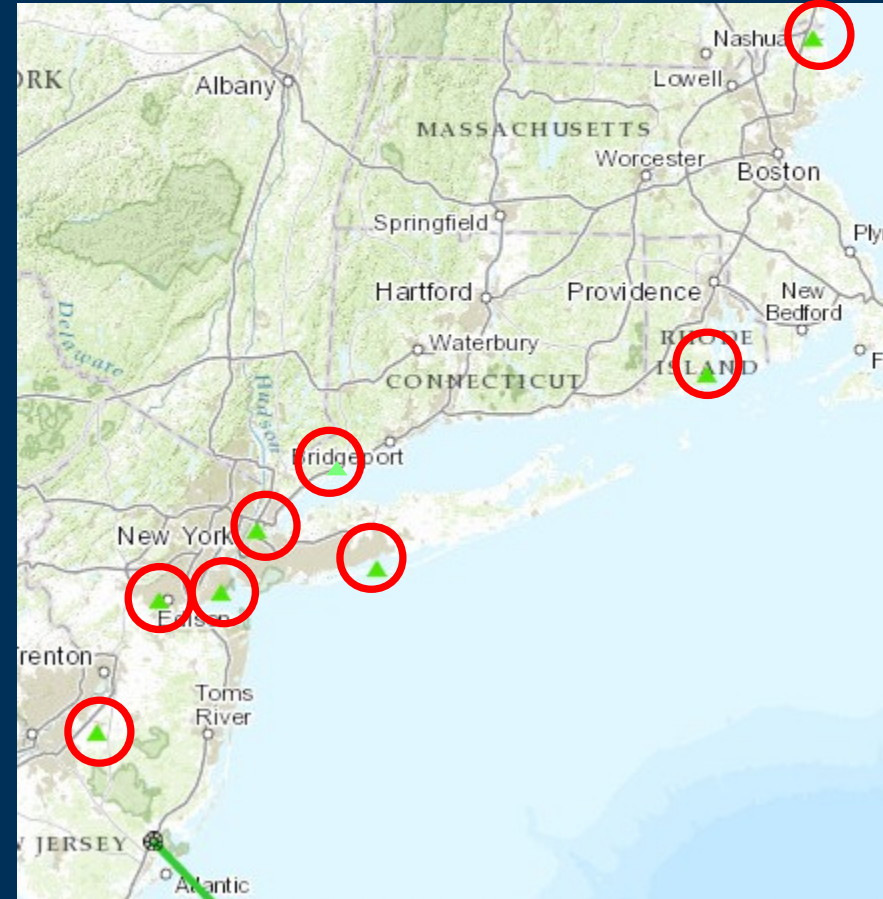 Nashua
ORK
Albany
Lowell
MASSACHUSETTS
Worcester
Boston
Springfield
Ply
Hartford
Providence
New
Bedford
Delaware
Waterbury
RHODE
ISLAND
F
CONNECTICUT
Hudson
Bridgeport
New York
Edison
renton
Toms
River
JERSEY
Atlantic